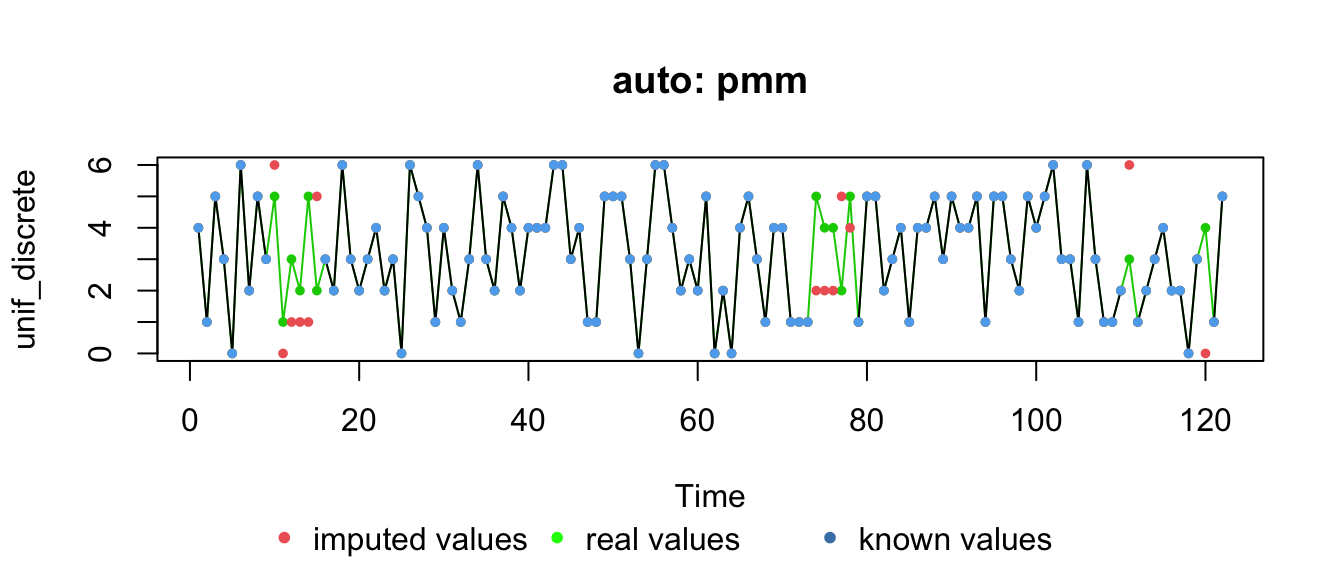 auto: pmm
unif_discrete
6
4
2
0
0 20 40 60 80 100 120
Time
imputed values real values known values